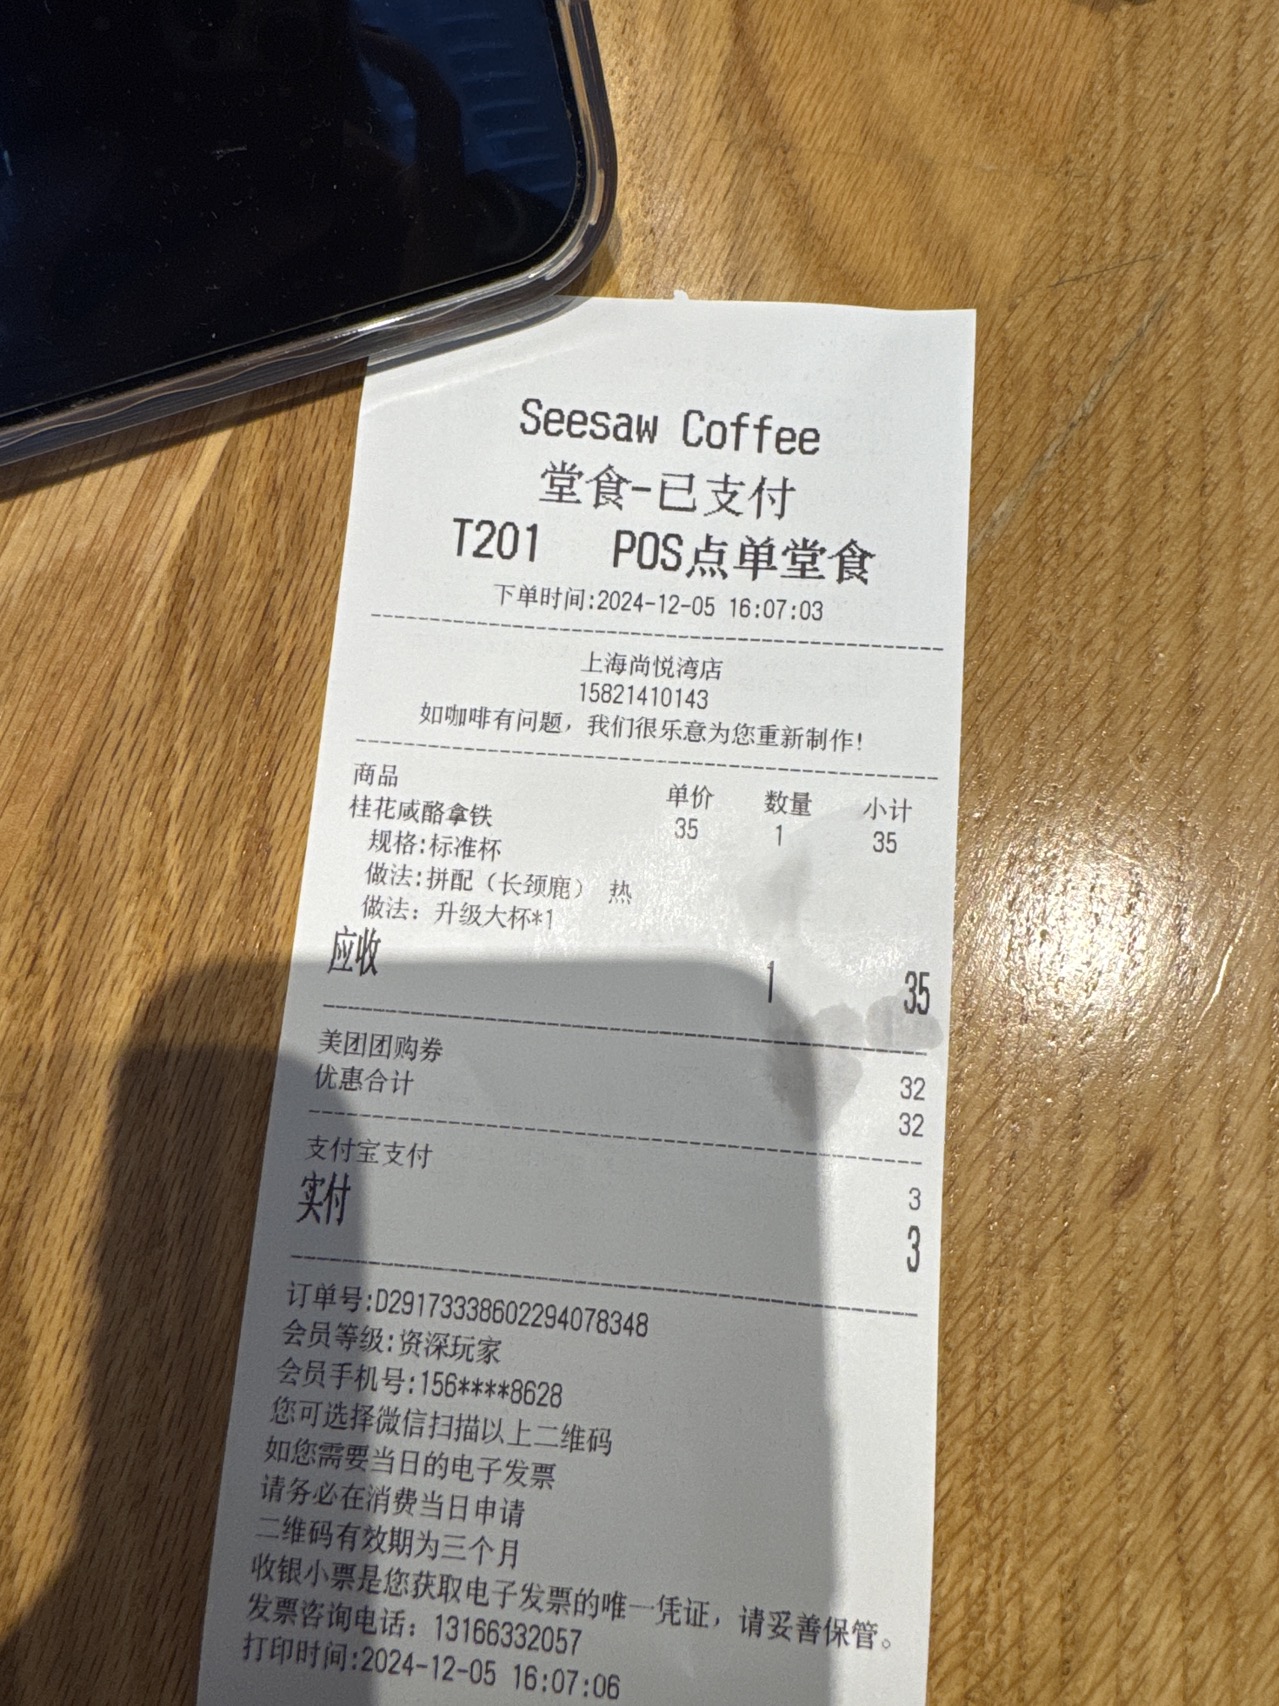 Seesaw Coffee
堂食-已支付
T201 POS点单堂食
下单时间:2024-12-05 16:07:03
上海尚悦湾店
15821410143
如咖啡有问题，我们很乐意为您重新制作！
商品 单价 数量 小计
桂花咸酪拿铁 35 1 35
规格:标准杯
做法:拼配（长颈鹿） 热
做法：升级大杯*1
应收 1 35
美团团购券 32
优惠合计 32
支付宝支付 3
实付 3
订单号:D29173338602294078348
会员等级:资深玩家
会员手机号:156****8628
您可选择微信扫描以上二维码
如您需要当日的电子发票
请务必在消费当日申请
二维码有效期为三个月
收银小票是您获取电子发票的唯一凭证，请妥善保管。
发票咨询电话：13166332057
打印时间:2024-12-05 16:07:06